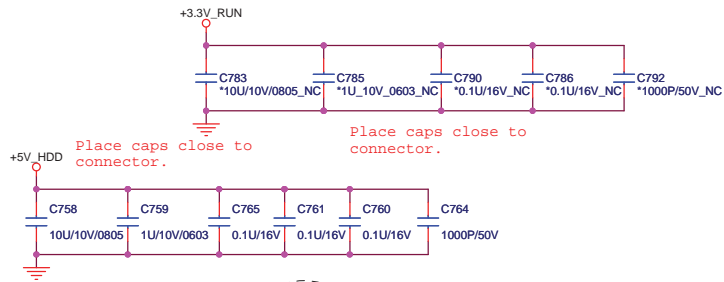 +3.3V_RUN
C783
*10U/10V/0805_NC
C785
*1U_10V_0603_NC
C790
*0.1U/16V_NC
C786
*0.1U/16V_NC
C792
*1000P/50V_NC
Place caps close to
connector.
Place caps close to
connector.
+5V_HDD
C758
10U/10V/0805
C759
1U/10V/0603
C765
0.1U/16V
C761
0.1U/16V
C760
0.1U/16V
C764
1000P/50V